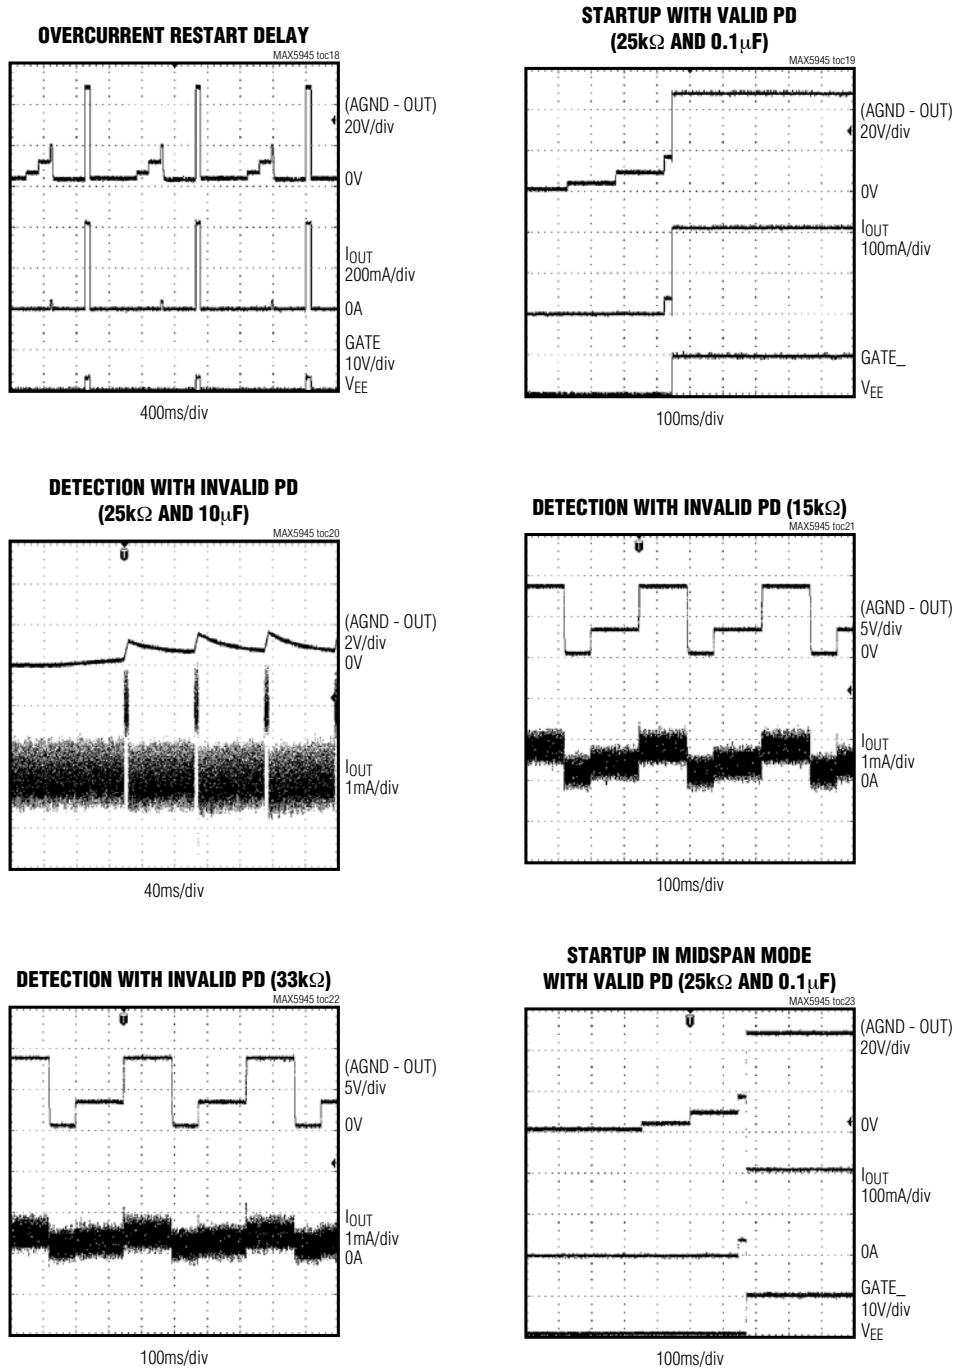 OVERCURRENT RESTART DELAY
MAX5945 toc18
(AGND - OUT)
20V/div
0V
IOUT
200mA/div
0A
GATE
10V/div
VEE
400ms/div
STARTUP WITH VALID PD
(25kΩ AND 0.1μF)
MAX5945 toc19
(AGND - OUT)
20V/div
0V
IOUT
100mA/div
GATE_
VEE
100ms/div
DETECTION WITH INVALID PD
(25kΩ AND 10μF)
MAX5945 toc20
(AGND - OUT)
2V/div
0V
IOUT
1mA/div
40ms/div
DETECTION WITH INVALID PD (15kΩ)
MAX5945 toc21
(AGND - OUT)
5V/div
0V
IOUT
1mA/div
0A
100ms/div
DETECTION WITH INVALID PD (33kΩ)
MAX5945 toc22
(AGND - OUT)
5V/div
0V
IOUT
1mA/div
0A
100ms/div
STARTUP IN MIDSPAN MODE
WITH VALID PD (25kΩ AND 0.1μF)
MAX5945 toc23
(AGND - OUT)
20V/div
0V
IOUT
100mA/div
0A
GATE_
10V/div
VEE
100ms/div